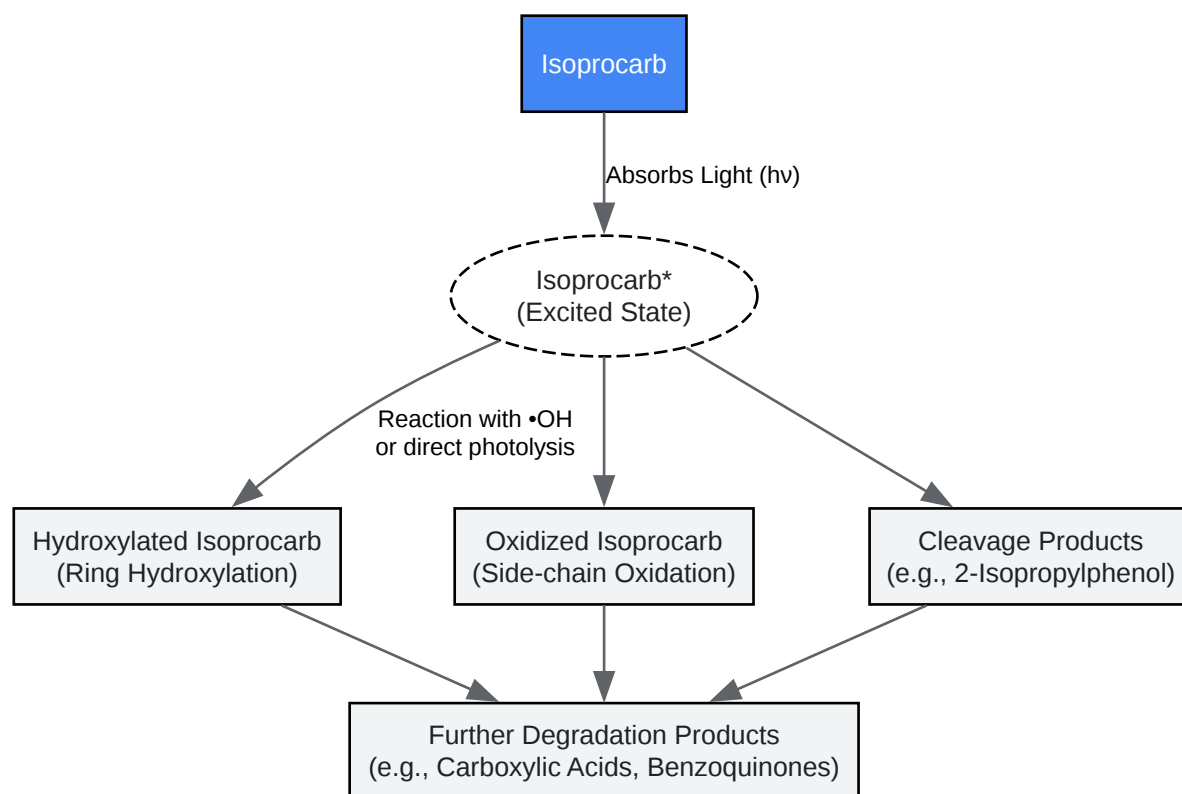 Isoprocarb
Absorbs Light (hν)
Isoprocarb*
(Excited State)
Reaction with •OH
or direct photolysis
Hydroxylated Isoprocarb
(Ring Hydroxylation)
Oxidized Isoprocarb
(Side-chain Oxidation)
Cleavage Products
(e.g., 2-Isopropylphenol)
Further Degradation Products
(e.g., Carboxylic Acids, Benzoquinones)